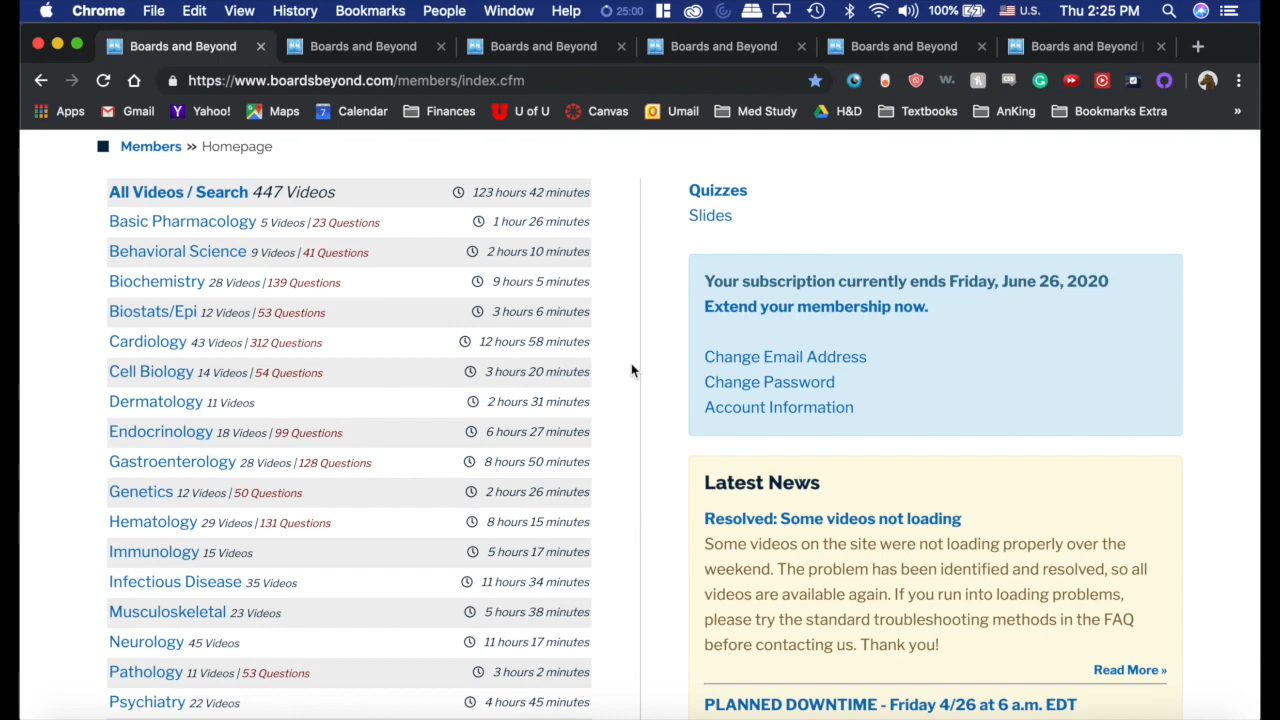 Chrome File Edit View History Bookmarks People Window Help 25:00 100% U.S. Thu 2:25 PM
Boards and Beyond Boards and Beyond Boards and Beyond Boards and Beyond Boards and Beyond Boards and Beyond
https://www.boardsbeyond.com/members/index.cfm
Apps Gmail Yahoo! Maps Calendar Finances U of U Canvas Umail Med Study H&D Textbooks AnKing Bookmarks Extra »
Members » Homepage
All Videos / Search 447 Videos 123 hours 42 minutes
Basic Pharmacology 5 Videos | 23 Questions 1 hour 26 minutes
Behavioral Science 9 Videos | 41 Questions 2 hours 10 minutes
Biochemistry 28 Videos | 139 Questions 9 hours 5 minutes
Biostats/Epi 12 Videos | 53 Questions 3 hours 6 minutes
Cardiology 43 Videos | 312 Questions 12 hours 58 minutes
Cell Biology 14 Videos | 54 Questions 3 hours 20 minutes
Dermatology 11 Videos 2 hours 31 minutes
Endocrinology 18 Videos | 99 Questions 6 hours 27 minutes
Gastroenterology 28 Videos | 128 Questions 8 hours 50 minutes
Genetics 12 Videos | 50 Questions 2 hours 26 minutes
Hematology 29 Videos | 131 Questions 8 hours 15 minutes
Immunology 15 Videos 5 hours 17 minutes
Infectious Disease 35 Videos 11 hours 34 minutes
Musculoskeletal 23 Videos 5 hours 38 minutes
Neurology 45 Videos 11 hours 17 minutes
Pathology 11 Videos | 53 Questions 3 hours 2 minutes
Psychiatry 22 Videos 4 hours 45 minutes
Quizzes
Slides
Your subscription currently ends Friday, June 26, 2020
Extend your membership now.
Change Email Address
Change Password
Account Information
Latest News
Resolved: Some videos not loading
Some videos on the site were not loading properly over the
weekend. The problem has been identified and resolved, so all
videos are available again. If you run into loading problems,
please try the standard troubleshooting methods in the FAQ
before contacting us. Thank you!
Read More »
PLANNED DOWNTIME - Friday 4/26 at 6 a.m. EDT